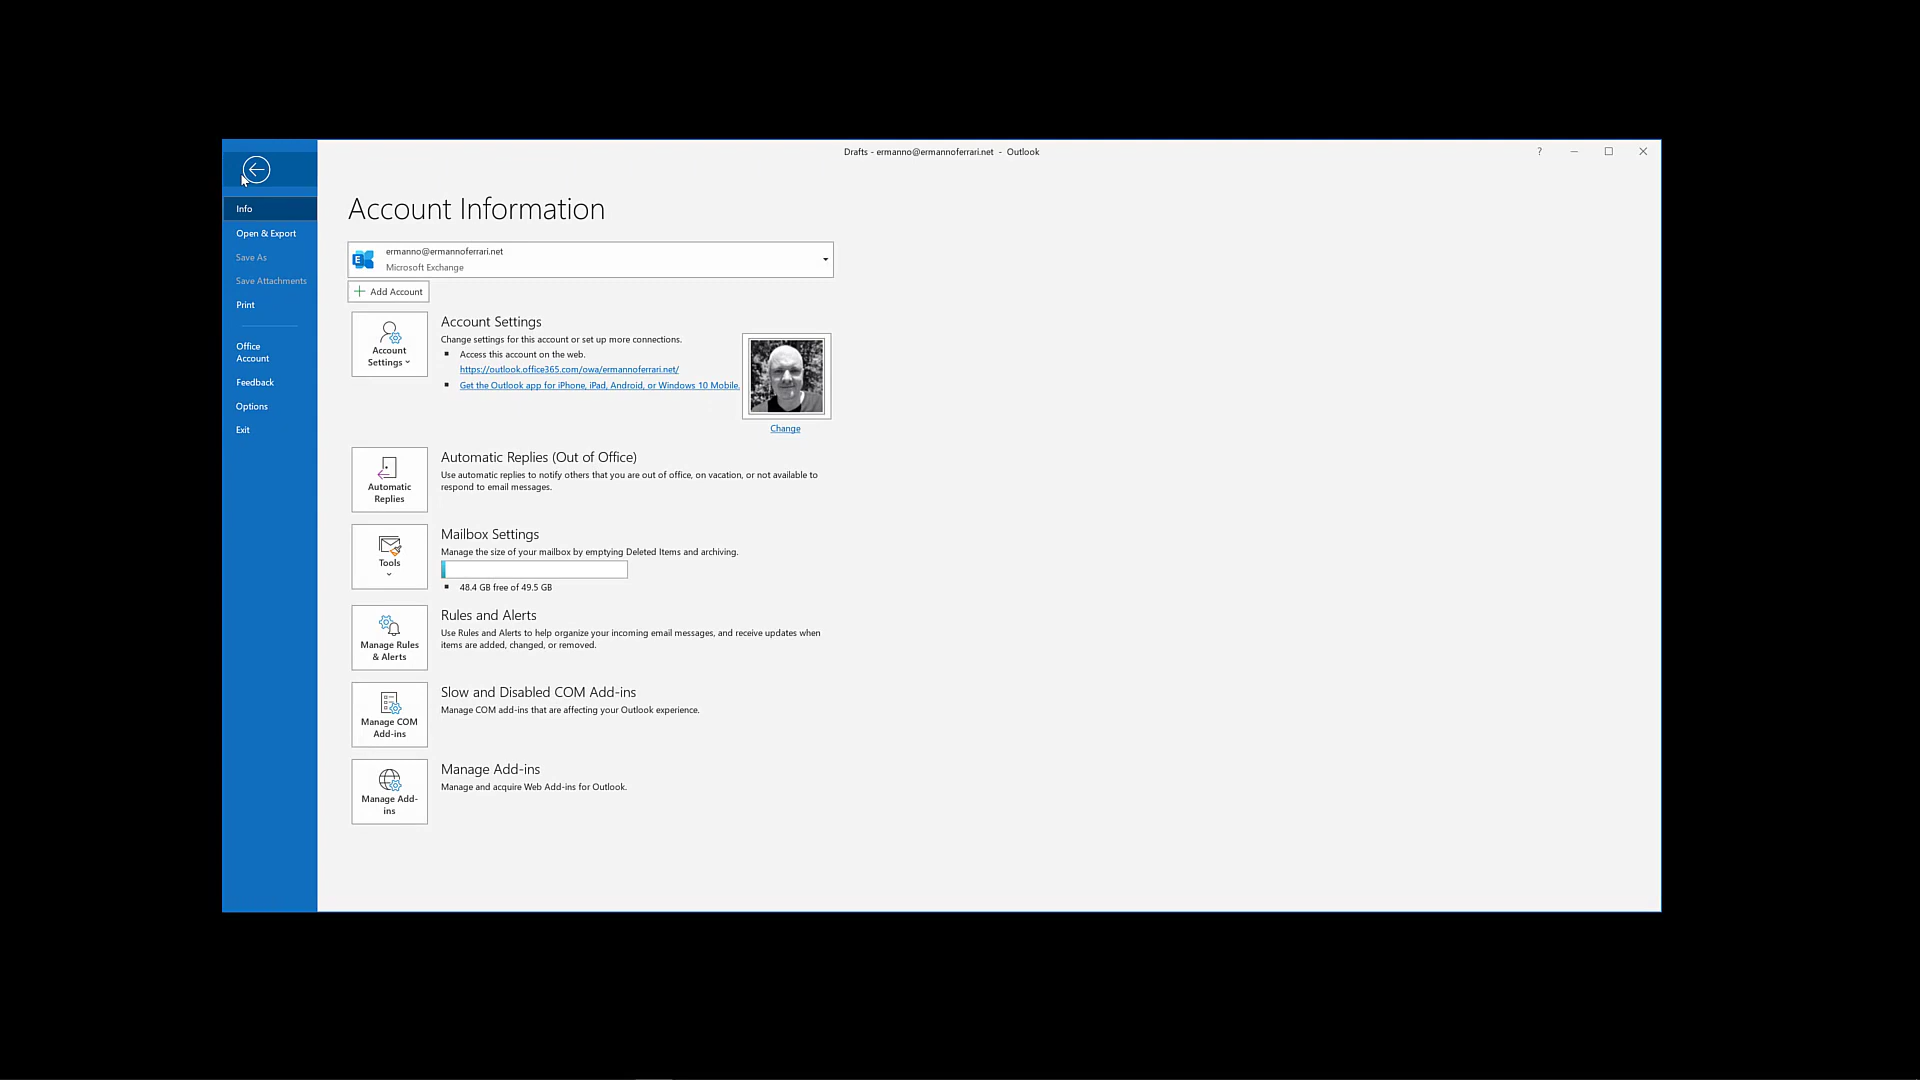 Drafts - ermanno@ermannoferrari.net - Outlook
?
Info
Open & Export
Save As
Save Attachments
Print
Office
Account
Feedback
Options
Exit
Account Information
E
ermanno@ermannoferrari.net
Microsoft Exchange
Add Account
Account
Settings
Account Settings
Change settings for this account or set up more connections.
Access this account on the web.
https://outlook.office365.com/owa/ermannoferrari.net/
Get the Outlook app for iPhone, iPad, Android, or Windows 10 Mobile.
Change
Automatic
Replies
Automatic Replies (Out of Office)
Use automatic replies to notify others that you are out of office, on vacation, or not available to
respond to email messages.
Tools
Mailbox Settings
Manage the size of your mailbox by emptying Deleted Items and archiving.
48.4 GB free of 49.5 GB
Manage Rules
& Alerts
Rules and Alerts
Use Rules and Alerts to help organize your incoming email messages, and receive updates when
items are added, changed, or removed.
Manage COM
Add-ins
Slow and Disabled COM Add-ins
Manage COM add-ins that are affecting your Outlook experience.
Manage Add-
ins
Manage Add-ins
Manage and acquire Web Add-ins for Outlook.